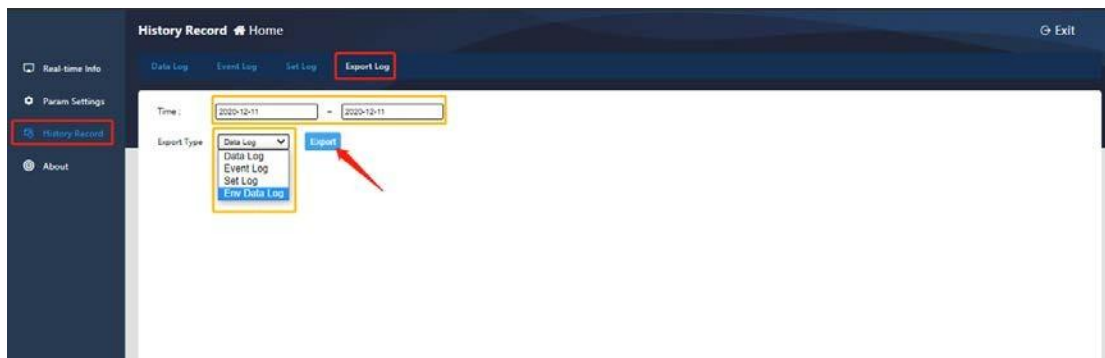 History Record Home
Exit
Real-time Info
Param Settings
History Record
About
Data Log Event Log Set Log Export Log
Time :
2020-12-11 - 2020-12-11
Export Type Data Log Export
Data Log
Event Log
Set Log
Env Data Log